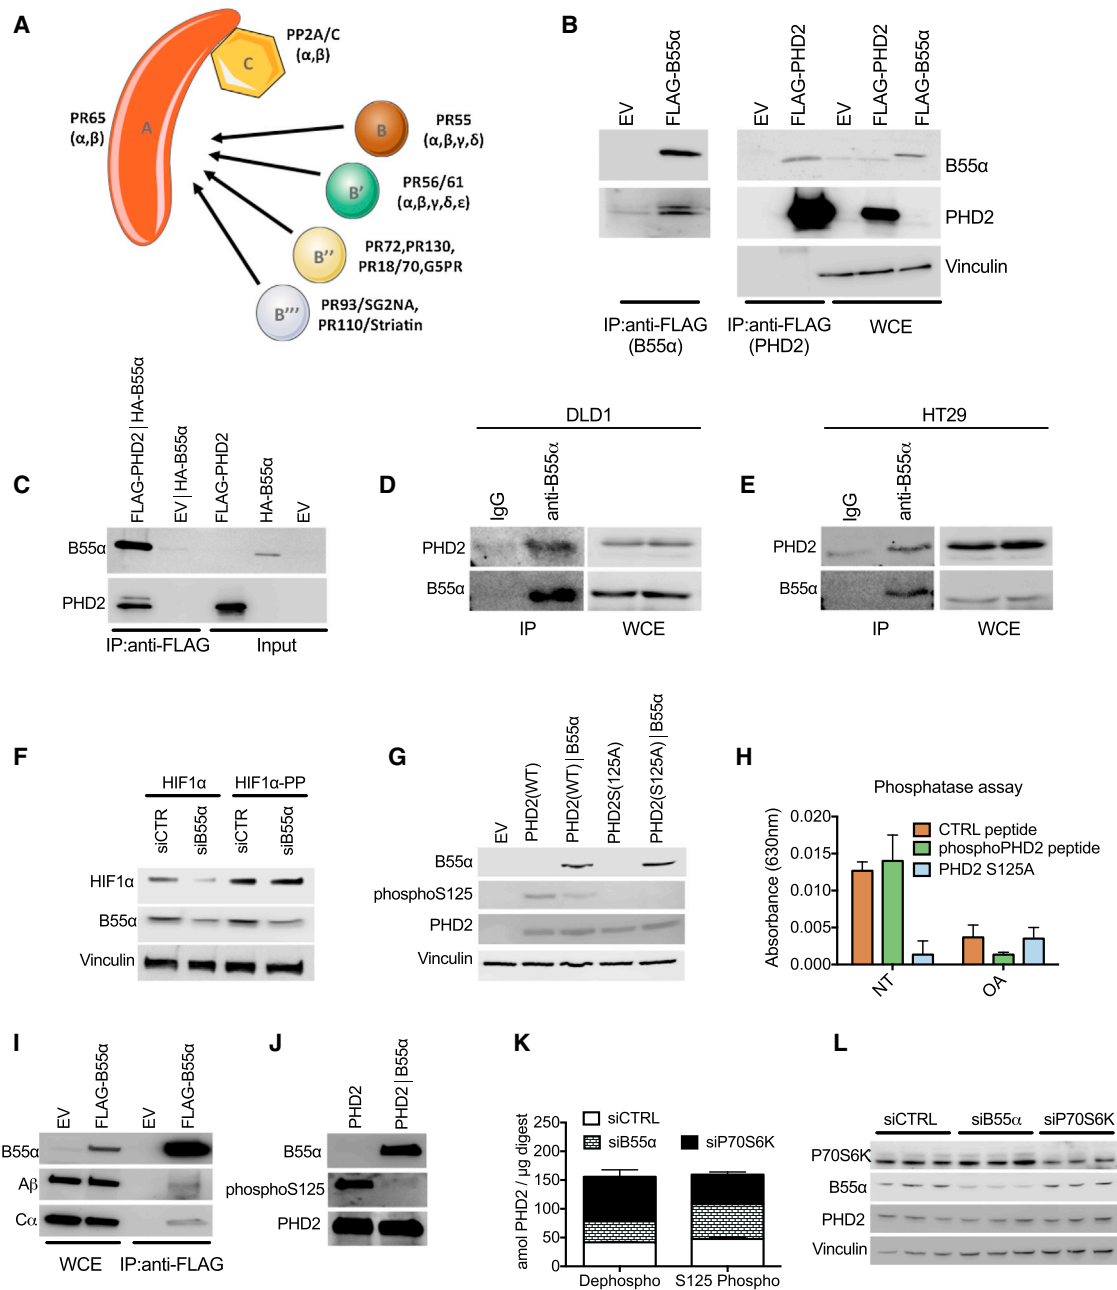 A
PP2A/C
(α,β)
C
PR65
(α,β)
A
B
PR55
(α,β,γ,δ)
B′
PR56/61
(α,β,γ,δ,ε)
B′′
PR72,PR130,
PR18/70,G5PR
B′′′
PR93/SG2NA,
PR110/Striatin
B
EV
FLAG-B55α
EV
FLAG-PHD2
EV
FLAG-PHD2
FLAG-B55α
B55α
PHD2
Vinculin
IP:anti-FLAG
(B55α)
IP:anti-FLAG
(PHD2)
WCE
C
FLAG-PHD2|HA-B55α
EV|HA-B55α
FLAG-PHD2
HA-B55α
EV
B55α
PHD2
IP:anti-FLAG
Input
D
DLD1
IgG
anti-B55α
PHD2
B55α
IP
WCE
E
HT29
IgG
anti-B55α
PHD2
B55α
IP
WCE
F
HIF1α
HIF1α-PP
siCTR
siB55α
siCTR
siB55α
HIF1α
B55α
Vinculin
G
EV
PHD2(WT)
PHD2(WT)|B55α
PHD2S(125A)
PHD2(S125A)|B55α
B55α
phosphoS125
PHD2
Vinculin
H
Phosphatase assay
Absorbance (630nm)
0.020
0.015
0.010
0.005
0.000
CTRL peptide
phosphoPHD2 peptide
PHD2 S125A
NT
OA
I
EV
FLAG-B55α
EV
FLAG-B55α
B55α
Aβ
Cα
WCE
IP:anti-FLAG
J
PHD2
PHD2|B55α
B55α
phosphoS125
PHD2
K
siCTRL
siB55α
siP70S6K
amol PHD2 / µg digest
250
200
150
100
50
0
Dephospho
S125 Phospho
L
siCTRL
siB55α
siP70S6K
P70S6K
B55α
PHD2
Vinculin